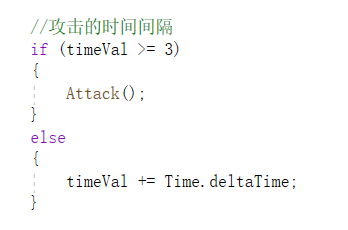 //攻击的时间间隔
if (timeVal >= 3)
{
    Attack();
}
else
{
    timeVal += Time.deltaTime;
}